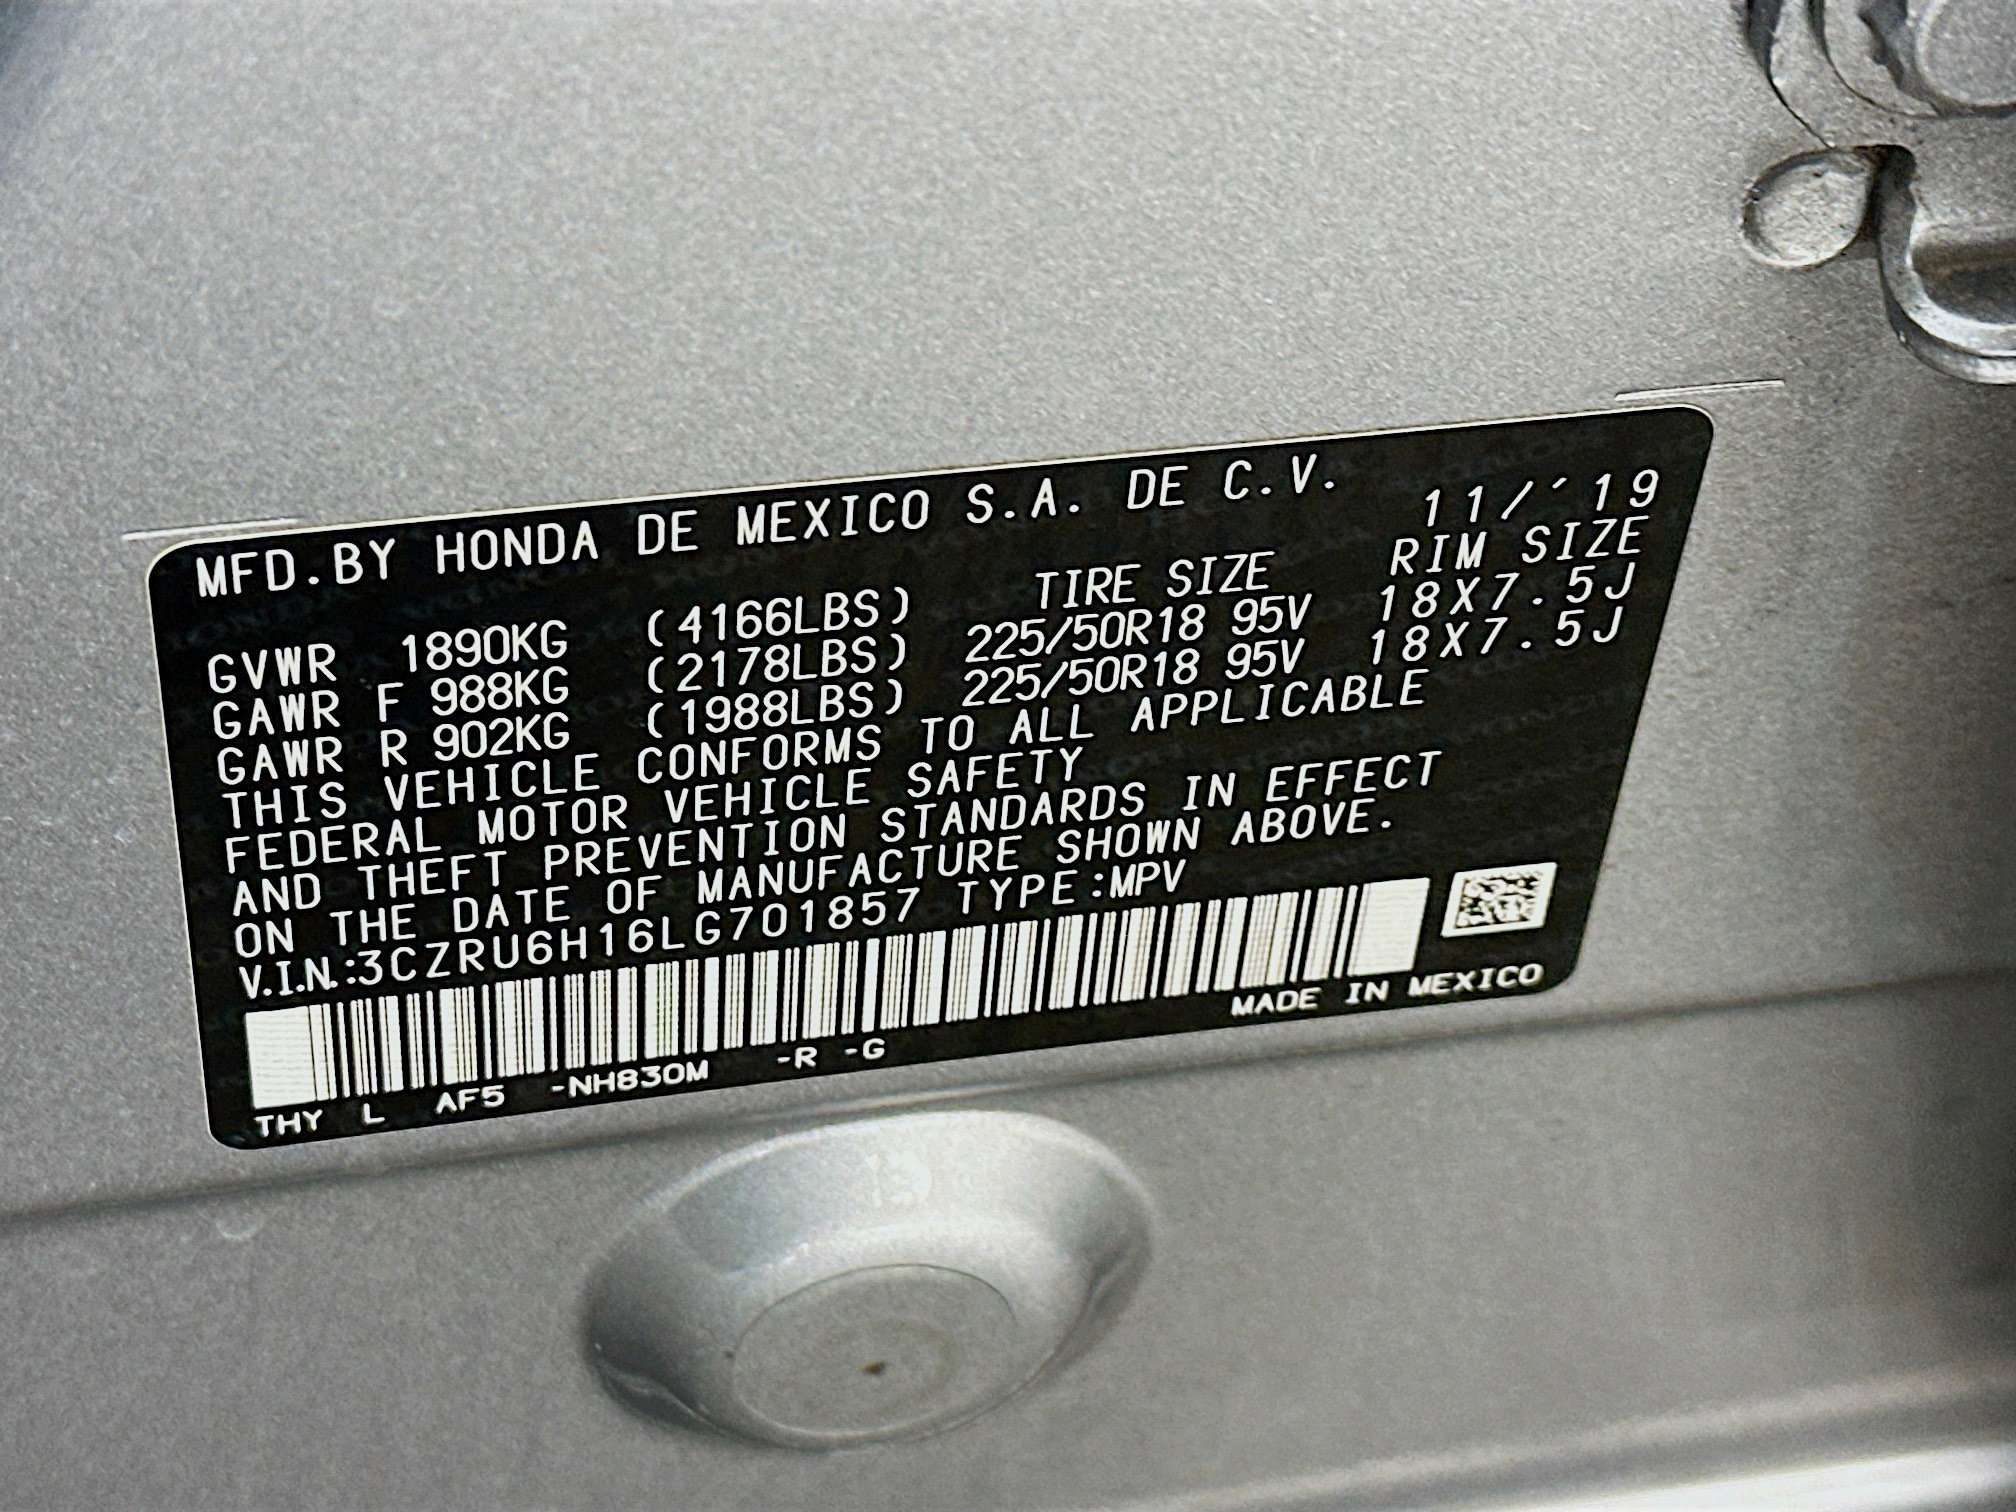 MFD.BY HONDA DE MEXICO S.A. DE C.V.
11/´19
TIRE SIZE RIM SIZE
GVWR 1890KG (4166LBS)
GAWR F 988KG (2178LBS) 225/50R18 95V 18X7.5J
GAWR R 902KG (1988LBS) 225/50R18 95V 18X7.5J
THIS VEHICLE CONFORMS TO ALL APPLICABLE
FEDERAL MOTOR VEHICLE SAFETY
AND THEFT PREVENTION STANDARDS IN EFFECT
ON THE DATE OF MANUFACTURE SHOWN ABOVE.
V.I.N.:3CZRU6H16LG701857 TYPE:MPV
MADE IN MEXICO
THY L AF5 -NH830M -R -G